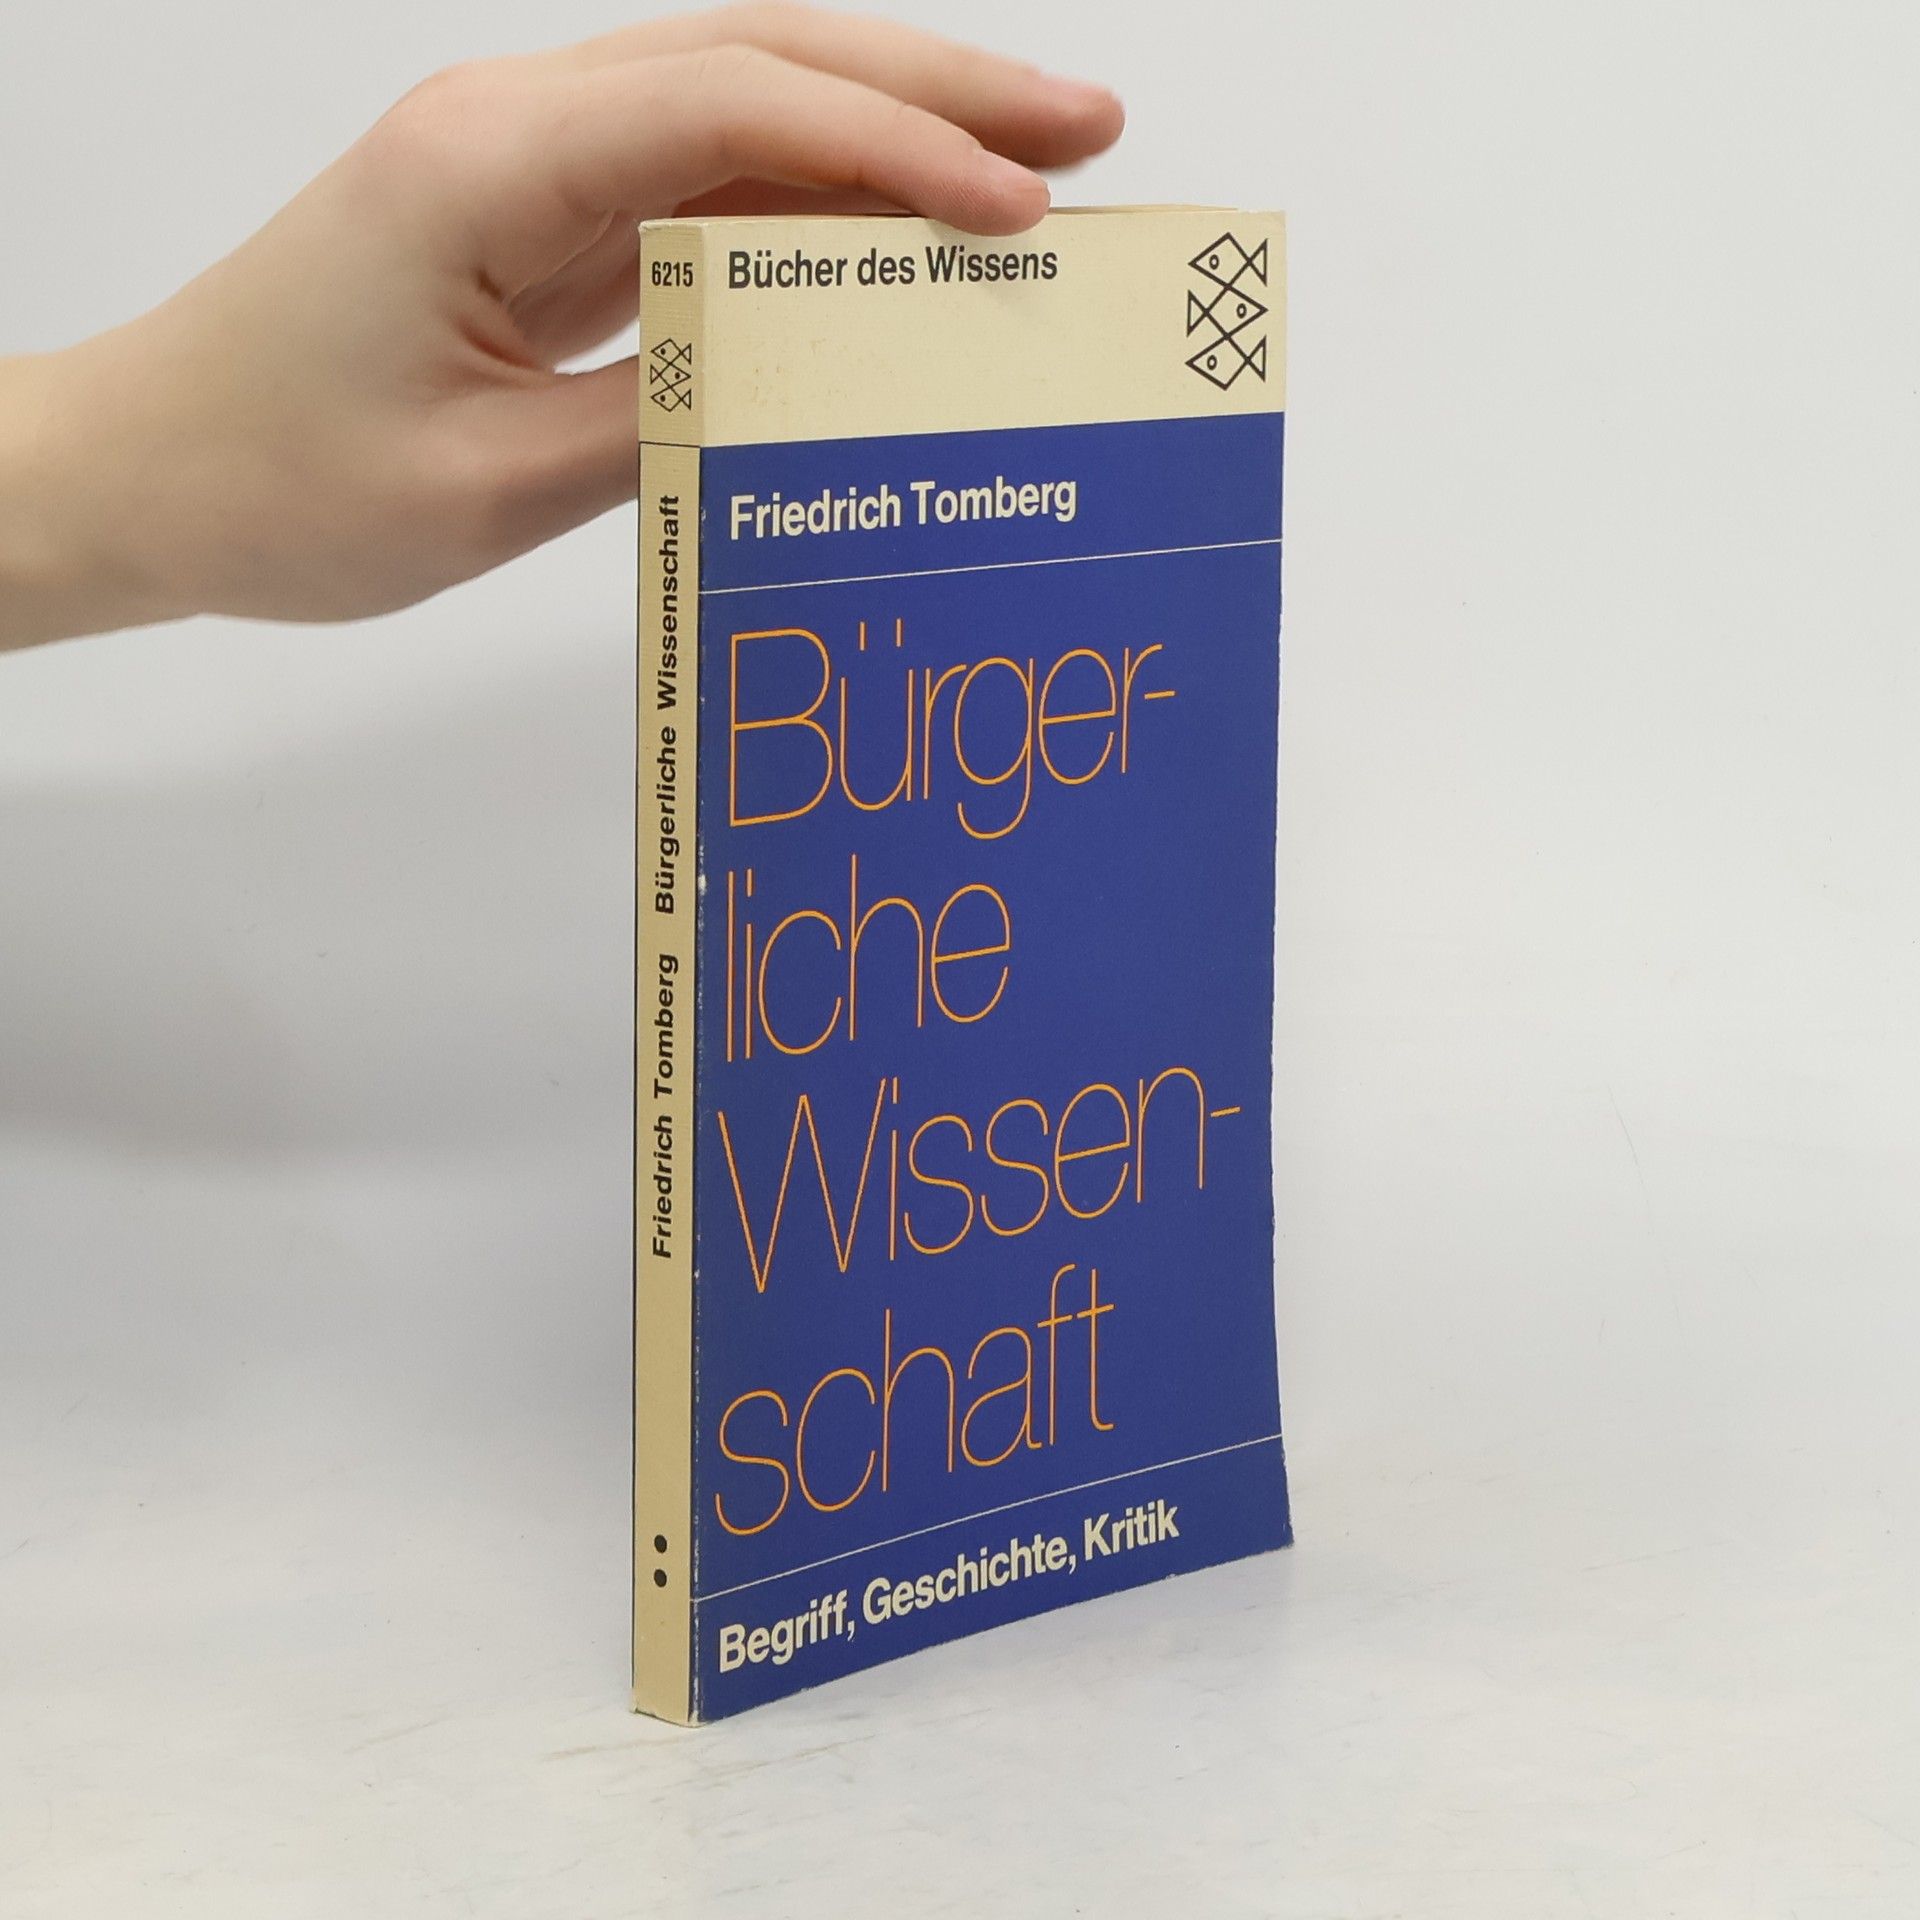 6215
Friedrich Tomberg Bürgerliche Wissenschaft
Bücher des Wissens
Friedrich Tomberg
Bürger-
liche
Wissen-
schaft
Begriff, Geschichte, Kritik